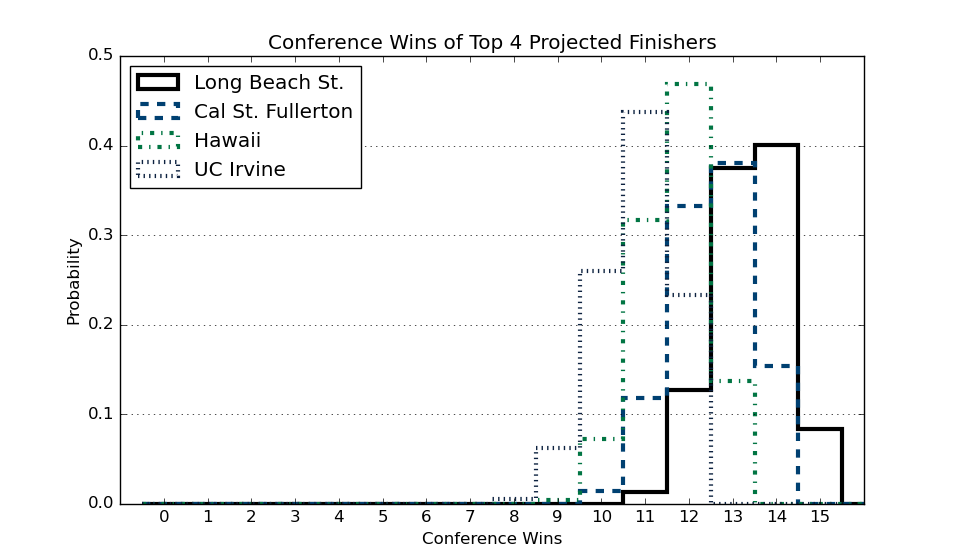 Conference Wins of Top 4 Projected Finishers
0.5
Long Beach St.
Cal St. Fullerton
Hawaii
UC Irvine
0.4
0.3
Probability
0.2
0.1
0.0
0 1 2 3 4 5 6 7 8 9 10 11 12 13 14 15
Conference Wins